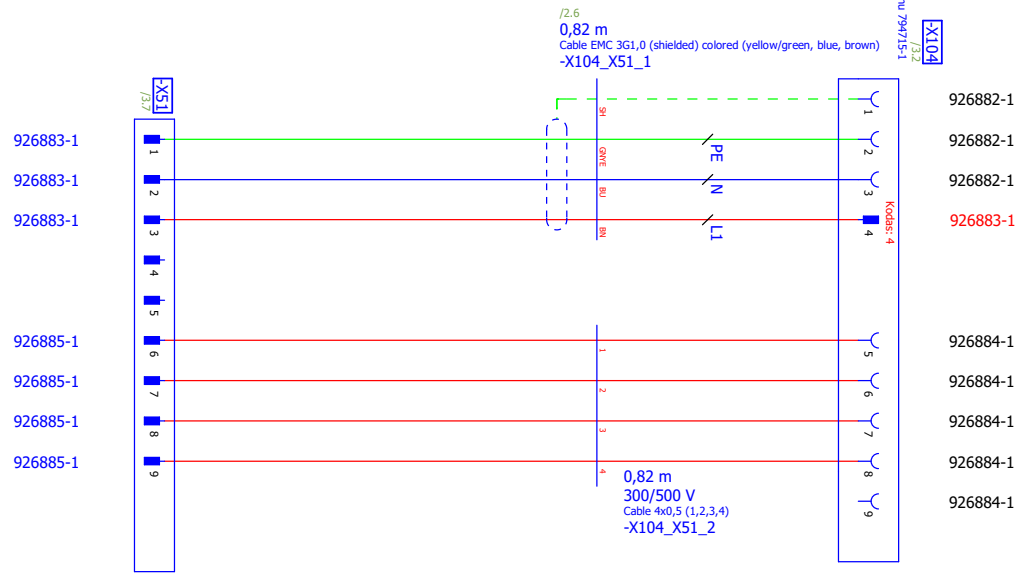 /2.6
0,82 m
Cable EMC 3G1,0 (shielded) colored (yellow/green, blue, brown)
-X104_X51_1
nu 794715-1
/3.2
-X104
/3.7
-X51
SH
1
926882-1
926883-1
1
GNYE
PE
2
926882-1
926883-1
2
BU
N
3
926882-1
926883-1
3
BN
L1
4
Kodas: 4
926883-1
4
5
926885-1
6
1
5
926884-1
926885-1
7
2
6
926884-1
926885-1
8
3
7
926884-1
926885-1
9
4
8
926884-1
9
926884-1
0,82 m
300/500 V
Cable 4x0,5 (1,2,3,4)
-X104_X51_2